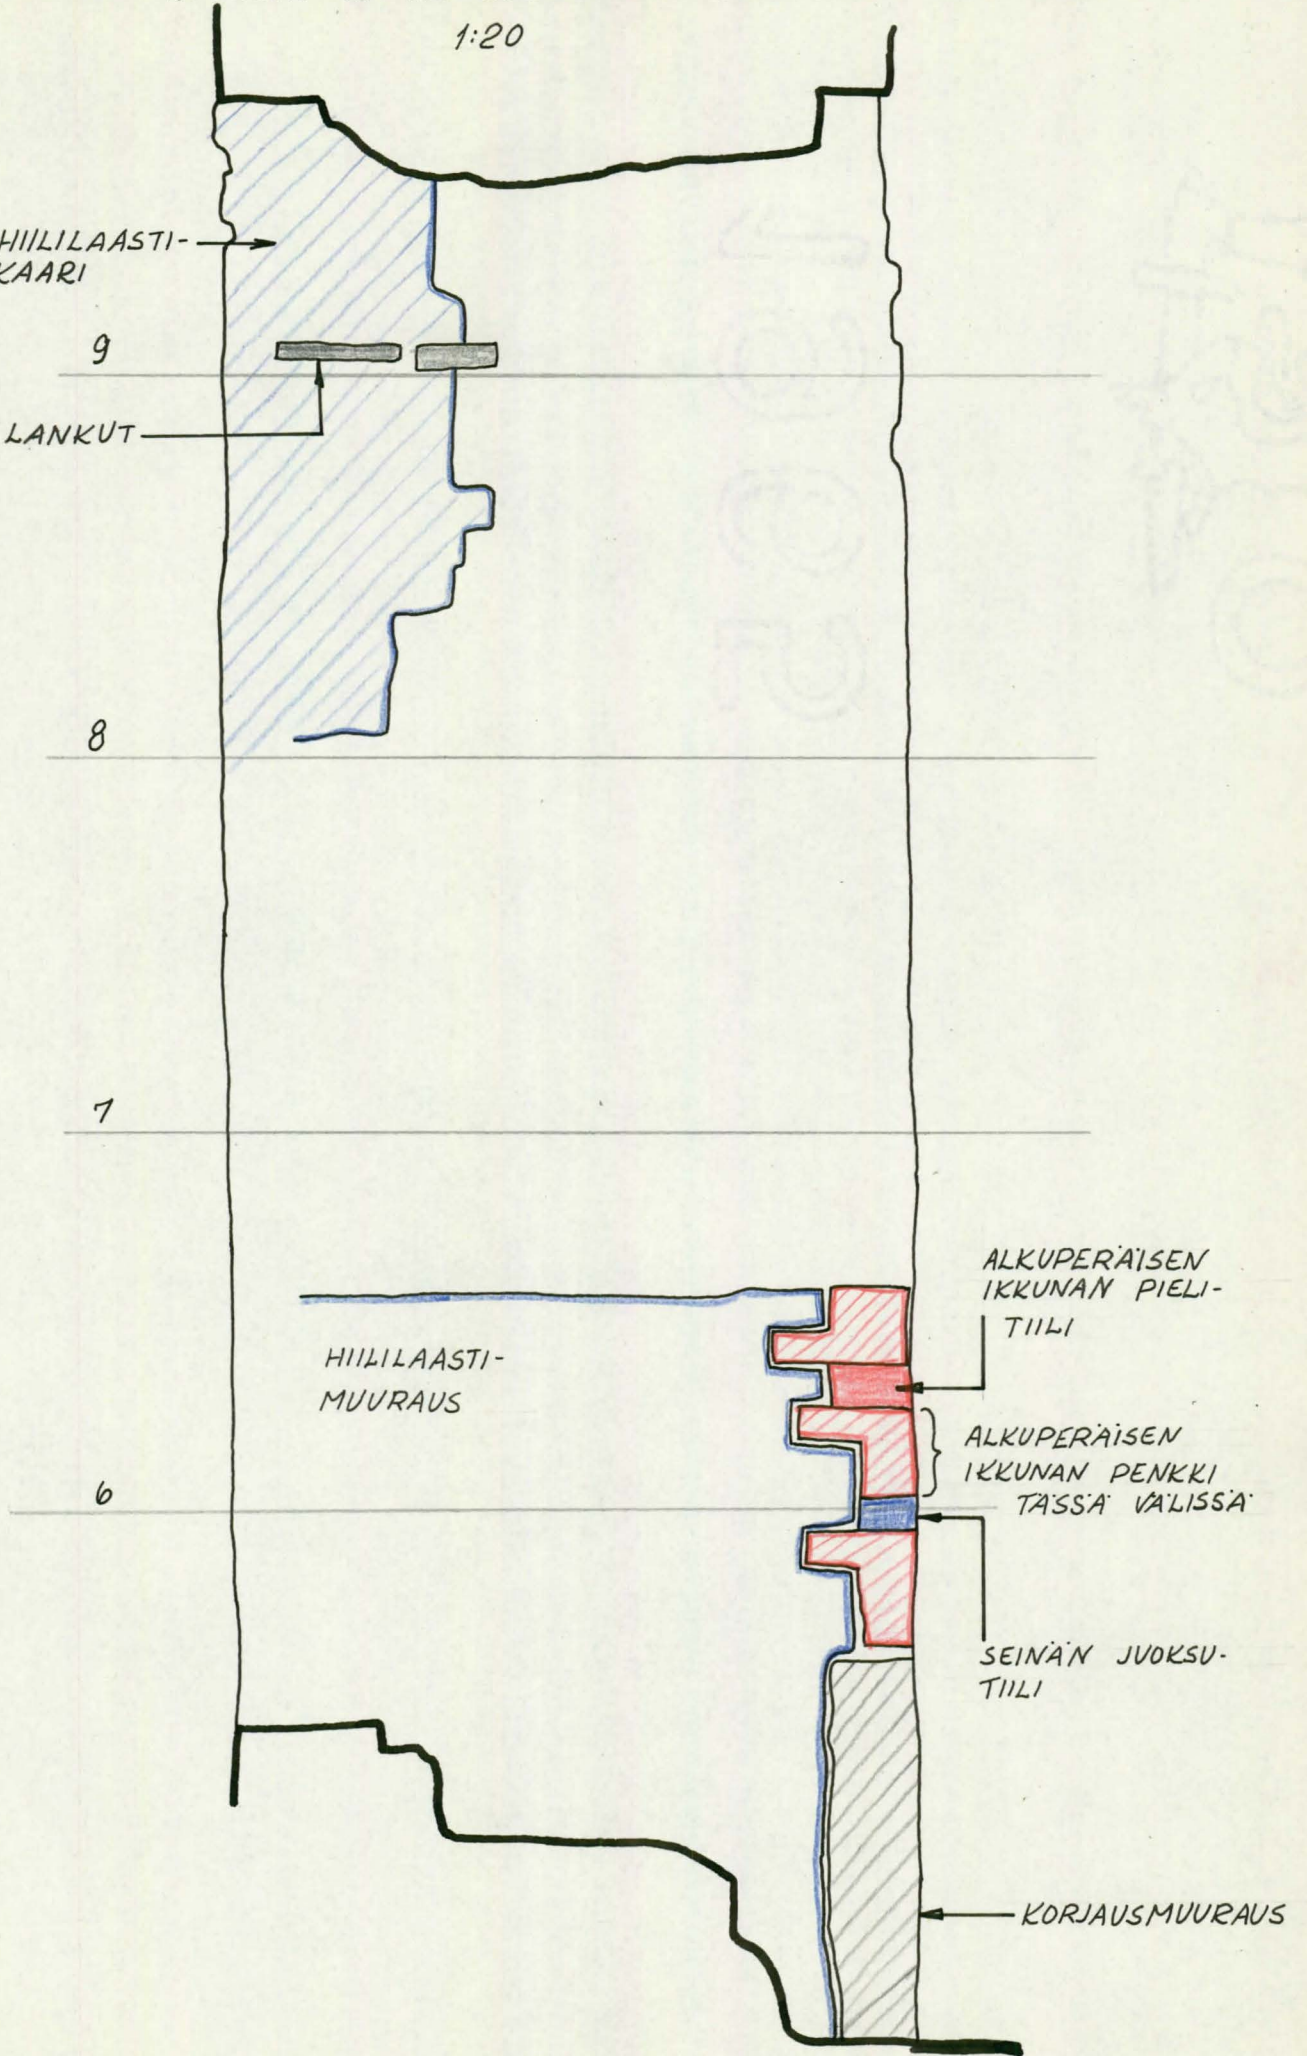 1:20
HIILILAASTI-
KAARI
9
LANKUT
8
7
ALKUPERÄISEN
IKKUNAN PIELI-
TIILI
HIILILAASTI-
MUURAUS
ALKUPERÄISEN
IKKUNAN PENKKI
TÄSSÄ VÄLISSÄ
6
SEINÄN JUOKSU-
TIILI
KORJAUSMUURAUS